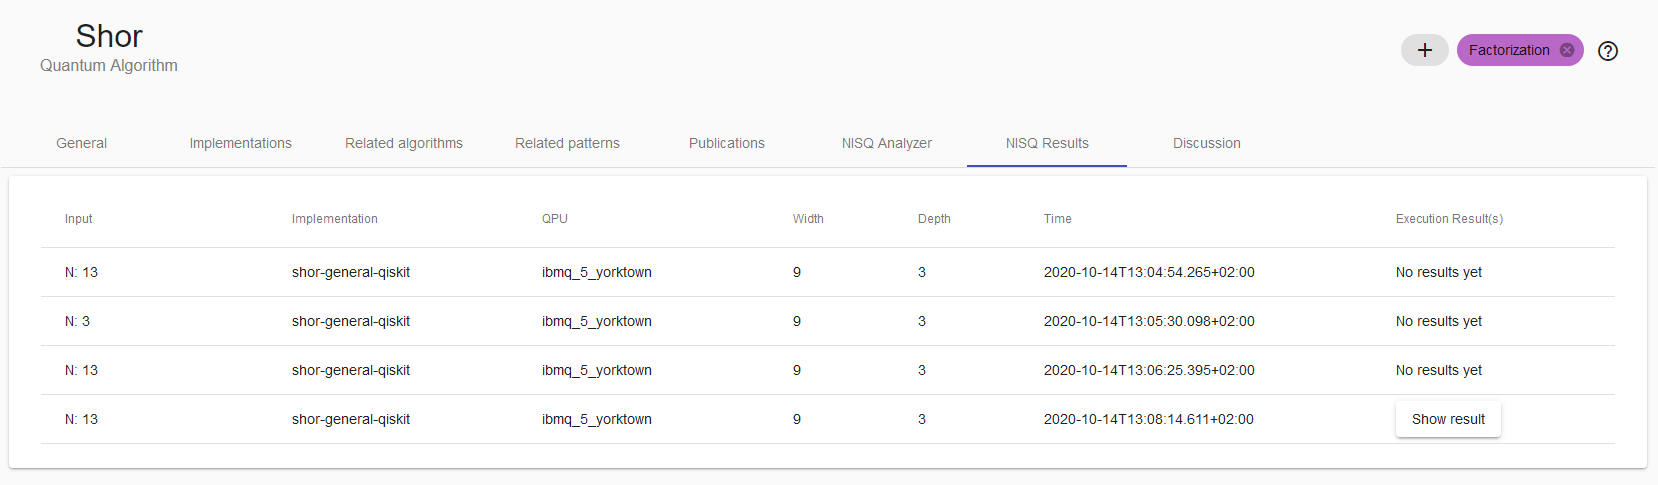 Shor
Quantum Algorithm
Factorization
General Implementations Related algorithms Related patterns Publications NISQ Analyzer NISQ Results Discussion
Input Implementation QPU Width Depth Time Execution Result(s)
N: 13 shor-general-qiskit ibmq_5_yorktown 9 3 2020-10-14T13:04:54.265+02:00 No results yet
N: 3 shor-general-qiskit ibmq_5_yorktown 9 3 2020-10-14T13:05:30.098+02:00 No results yet
N: 13 shor-general-qiskit ibmq_5_yorktown 9 3 2020-10-14T13:06:25.395+02:00 No results yet
N: 13 shor-general-qiskit ibmq_5_yorktown 9 3 2020-10-14T13:08:14.611+02:00 Show result